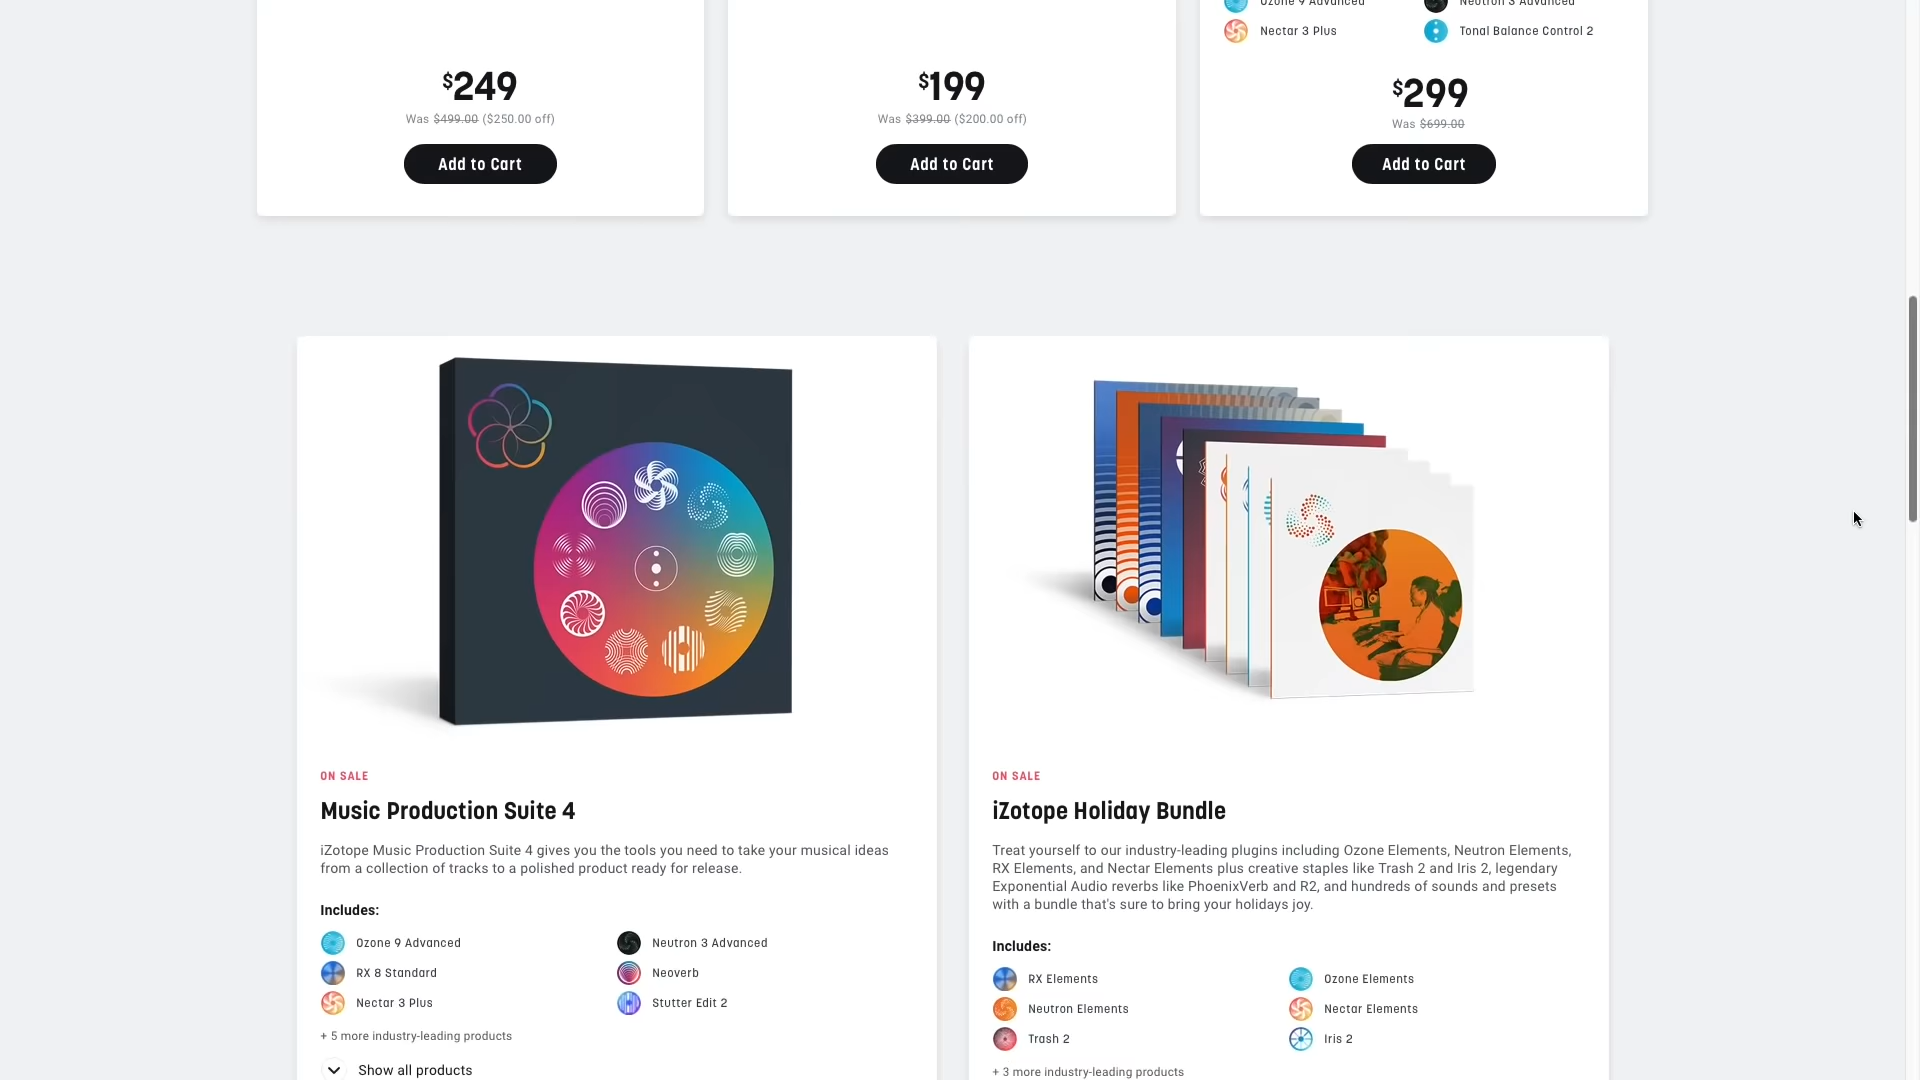 Ozone 9 Advanced
Neutron 3 Advanced
Nectar 3 Plus
Tonal Balance Control 2
$249
Was $499.00 ($250.00 off)
Add to Cart
$199
Was $399.00 ($200.00 off)
Add to Cart
$299
Was $699.00
Add to Cart
ON SALE
Music Production Suite 4
iZotope Music Production Suite 4 gives you the tools you need to take your musical ideas
from a collection of tracks to a polished product ready for release.
Includes:
Ozone 9 Advanced
Neutron 3 Advanced
RX 8 Standard
Neoverb
Nectar 3 Plus
Stutter Edit 2
+ 5 more industry-leading products
Show all products
ON SALE
iZotope Holiday Bundle
Treat yourself to our industry-leading plugins including Ozone Elements, Neutron Elements,
RX Elements, and Nectar Elements plus creative staples like Trash 2 and Iris 2, legendary
Exponential Audio reverbs like PhoenixVerb and R2, and hundreds of sounds and presets
with a bundle that's sure to bring your holidays joy.
Includes:
RX Elements
Ozone Elements
Neutron Elements
Nectar Elements
Trash 2
Iris 2
+ 3 more industry-leading products